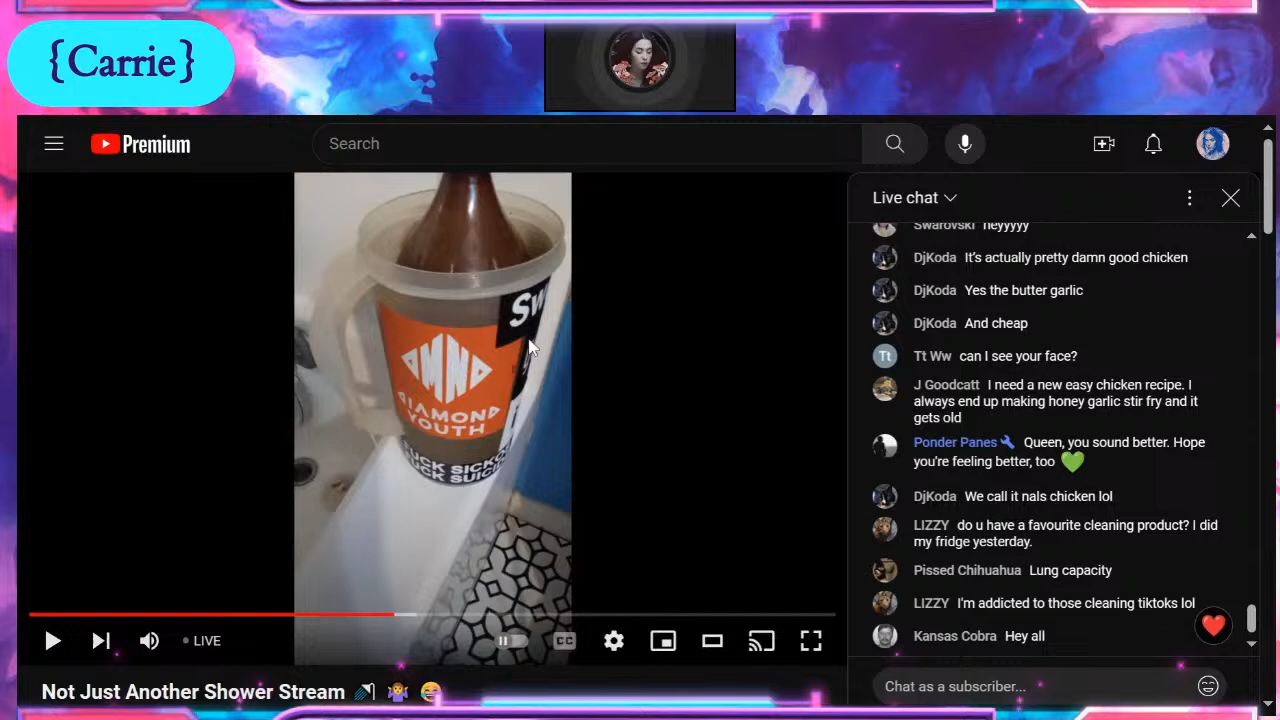 {Carrie}
Premium
Search
Live chat
Swarovski heyyyy
DjKoda It's actually pretty damn good chicken
DjKoda Yes the butter garlic
DjKoda And cheap
Tt Tt Ww can I see your face?
J Goodcatt I need a new easy chicken recipe. I
always end up making honey garlic stir fry and it
gets old
Ponder Panes Queen, you sound better. Hope
you're feeling better, too 💚
DjKoda We call it nals chicken lol
LIZZY do u have a favourite cleaning product? I did
my fridge yesterday.
Pissed Chihuahua Lung capacity
LIZZY I'm addicted to those cleaning tiktoks lol
Kansas Cobra Hey all
DMND
DIAMOND
YOUTH
LIVE
CC
Chat as a subscriber...
Not Just Another Shower Stream 🚿 🤷‍♀️ 😂